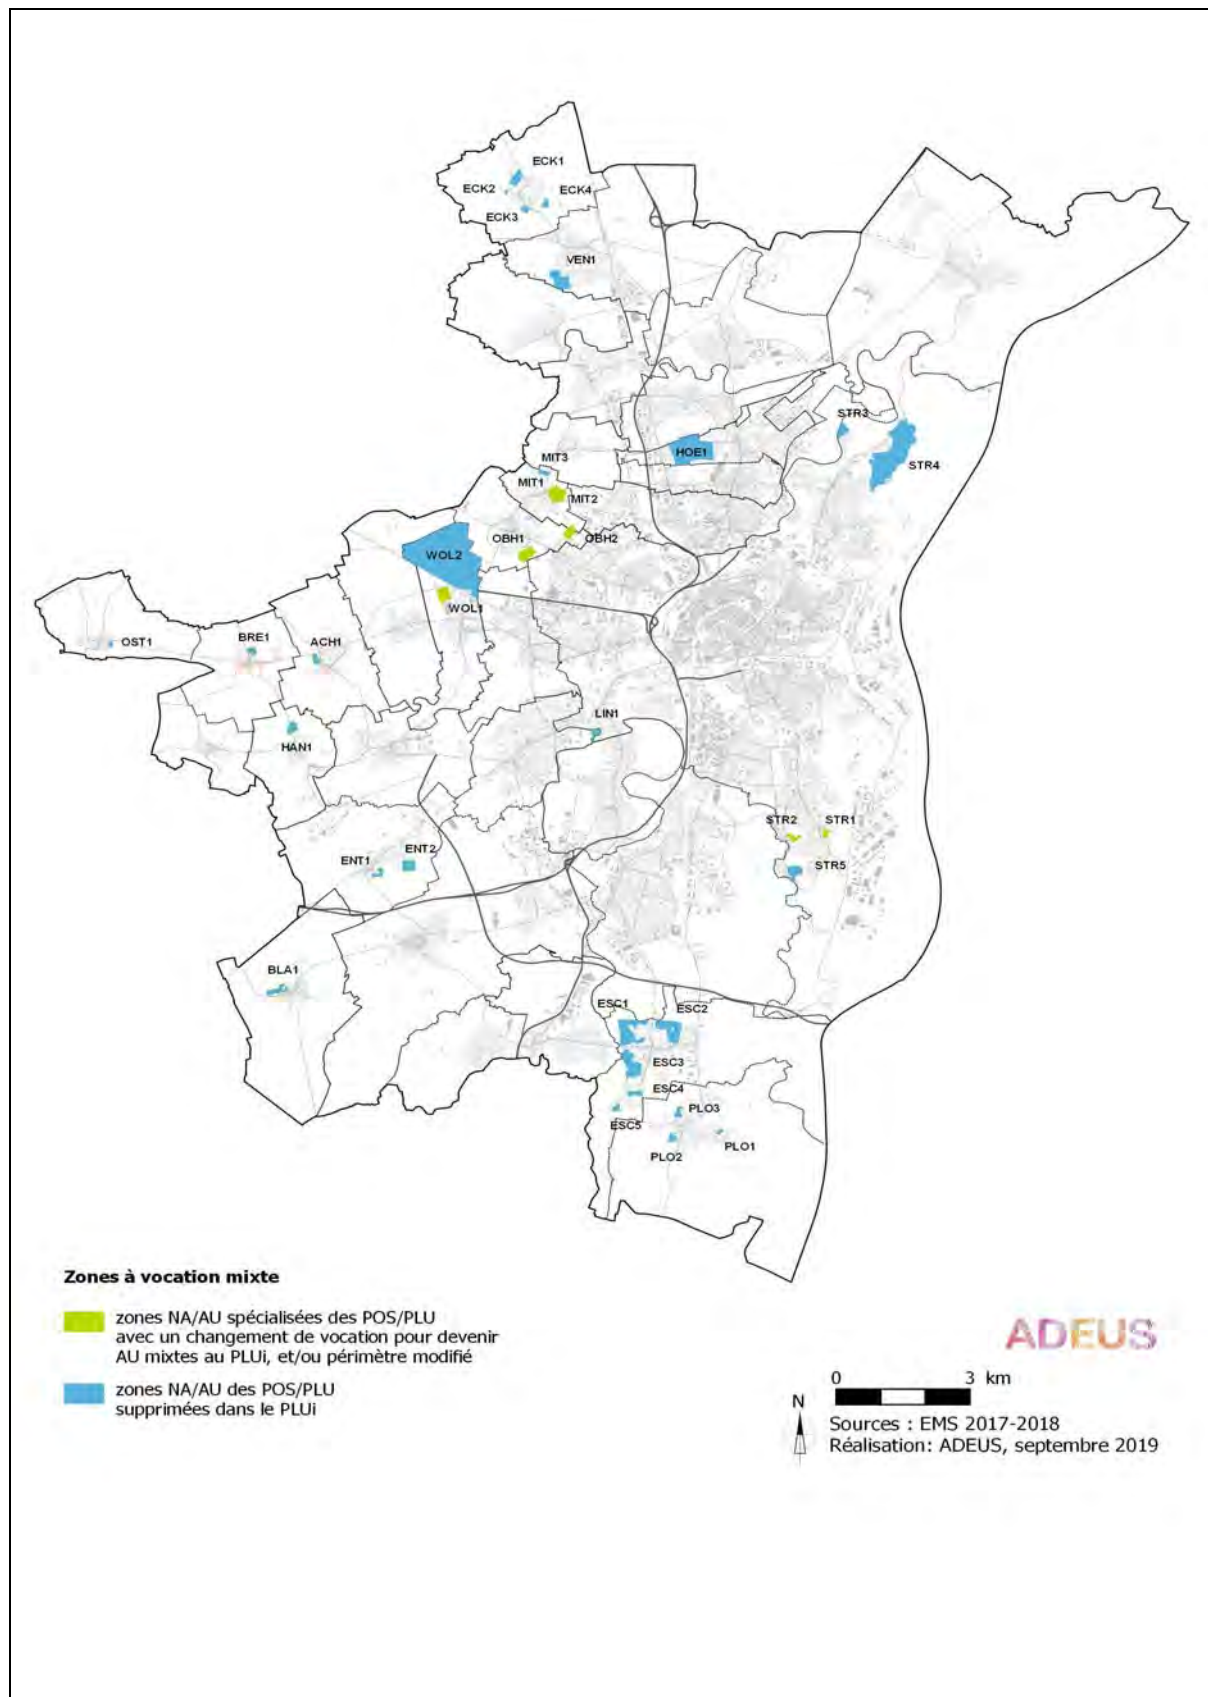 ECK1
ECK2
ECK4
ECK3
VEN1
STR3
HOE1
MIT3
STR4
MIT1
MIT2
OBH1
OBH2
WOL2
WOL1
OST1
BRE1
ACH1
LIN1
HAN1
STR2
STR1
ENT2
ENT1
STR5
BLA1
ESC1
ESC2
ESC3
ESC4
PLO3
ESC5
PLO1
PLO2
Zones à vocation mixte
zones NA/AU spécialisées des POS/PLU
avec un changement de vocation pour devenir
AU mixtes au PLUi, et/ou périmètre modifié
zones NA/AU des POS/PLU
supprimées dans le PLUi
ADEUS
0 3 km
N
Sources : EMS 2017-2018
Réalisation: ADEUS, septembre 2019